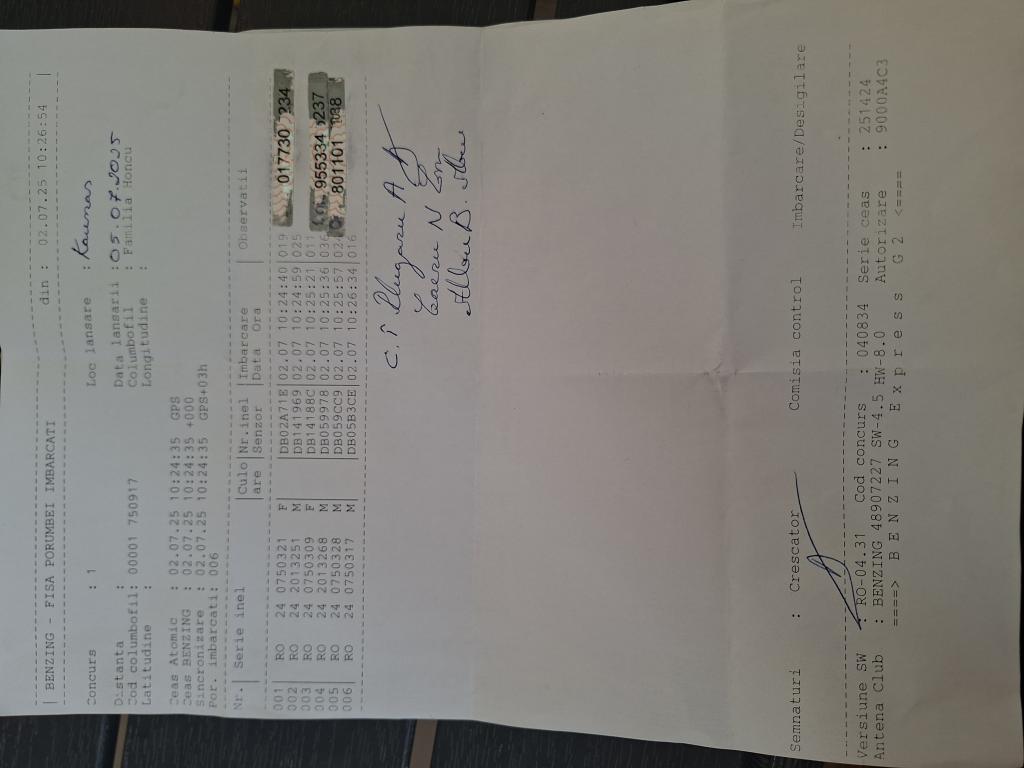 | BENZING - FISA PORUMBEI IMBARCATI din : 02.07.25 10:26:54 |
Concurs : 1 Loc lansare : Kaunas
Distanta : Data lansarii : 05.07.2025
Cod columbofil: 00001 750917 Columbofil : Familia Honcu
Latitudine : Longitudine :
Ceas Atomic : 02.07.25 10:24:35 GPS
Ceas BENZING : 02.07.25 10:24:35 +000
Sincronizare : 02.07.25 10:24:35 GPS+03h
Por. imbarcati: 006
Nr.| Serie inel |Culo|Nr.inel |Imbarcare | Observatii
|are |Senzor |Data Ora |
001 | RO 24 0750321 F |DB02A71E|02.07 10:24:40|019 017730 234
002 | RO 24 2013251 M |DB141969|02.07 10:24:59|025
003 | RO 24 0750309 F |DB14188C|02.07 10:25:21 955334 237
004 | RO 24 2013268 M |DB059978|02.07 10:25:36 801101
005 | RO 24 0750328 M |DB059CC9|02.07 10:25:57
006 | RO 24 0750317 M |DB05B3CE|02.07 10:26:34|016
C.I Plugaru A
N
Albu B.
Semnaturi : Crescator Comisia control Imbarcare/Desigilare
Versiune SW : RO-04.31 Cod concurs : 040834 Serie ceas : 251424
Antena Club : BENZING 48907227 SW-4.5 HW-8.0 Autorizare : 9000A4C3
====> B E N Z I N G E x p r e s s G 2 <====